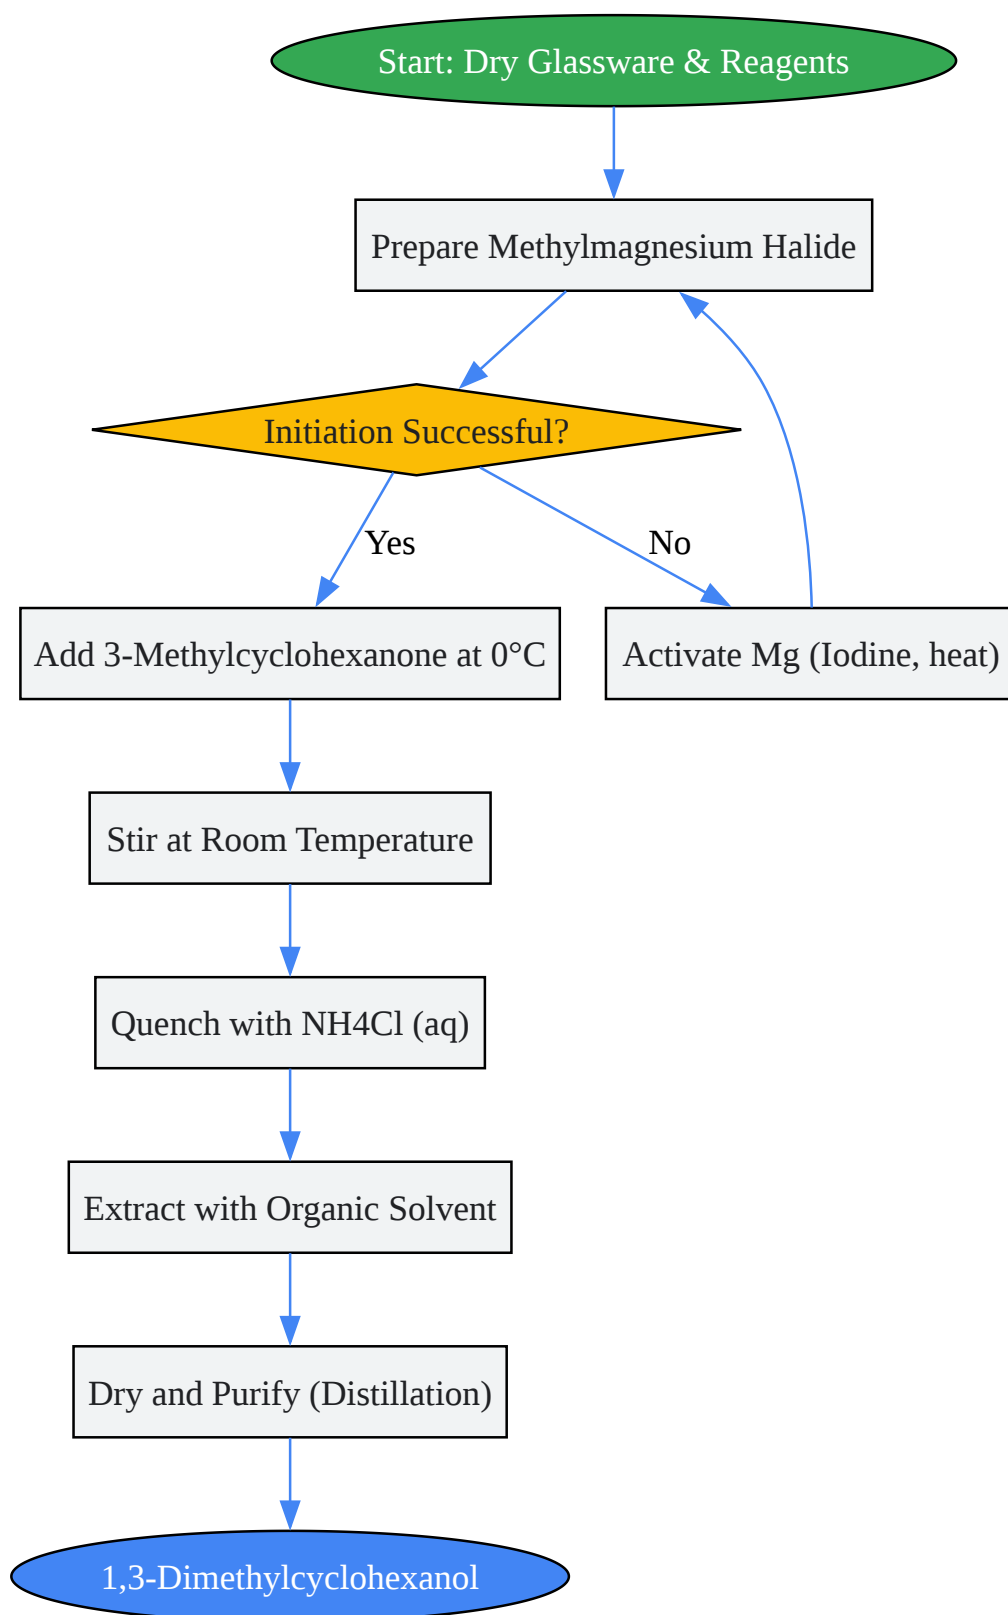 Start: Dry Glassware & Reagents
Prepare Methylmagnesium Halide
Initiation Successful?
Yes
No
Add 3-Methylcyclohexanone at 0°C
Activate Mg (Iodine, heat)
Stir at Room Temperature
Quench with NH4Cl (aq)
Extract with Organic Solvent
Dry and Purify (Distillation)
1,3-Dimethylcyclohexanol